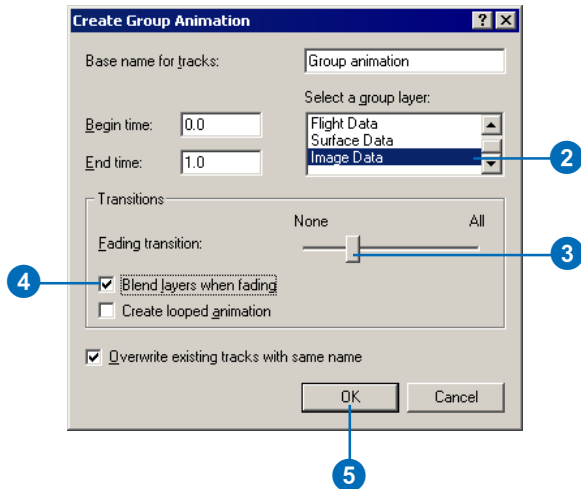 Create Group Animation
Base name for tracks:
Group animation
Select a group layer:
Begin time:
0.0
Flight Data
Surface Data
Image Data
2
End time:
1.0
Transitions
None
All
Fading transition:
3
4
Blend layers when fading
Create looped animation
Overwrite existing tracks with same name
OK
Cancel
5